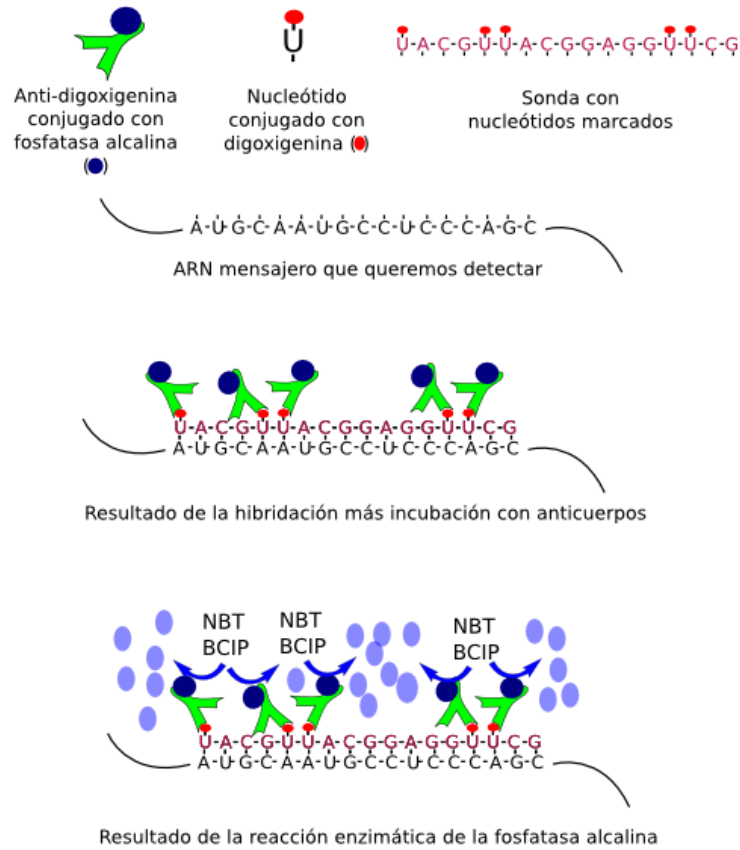 Anti-digoxigenina
conjugado con
fosfatasa alcalina
( )
U
Nucleótido
conjugado con
digoxigenina ( )
U-A-C-G-U-U-A-C-G-G-A-G-G-U-U-C-G
Sonda con
nucleótidos marcados
A-U-G-C-A-A-U-G-C-C-U-C-C-C-A-G-C
ARN mensajero que queremos detectar
U-A-C-G-U-U-A-C-G-G-A-G-G-U-U-C-G
A-U-G-C-A-A-U-G-C-C-U-C-C-C-A-G-C
Resultado de la hibridación más incubación con anticuerpos
NBT
BCIP
NBT
BCIP
NBT
BCIP
U-A-C-G-U-U-A-C-G-G-A-G-G-U-U-C-G
A-U-G-C-A-A-U-G-C-C-U-C-C-C-A-G-C
Resultado de la reacción enzimática de la fosfatasa alcalina